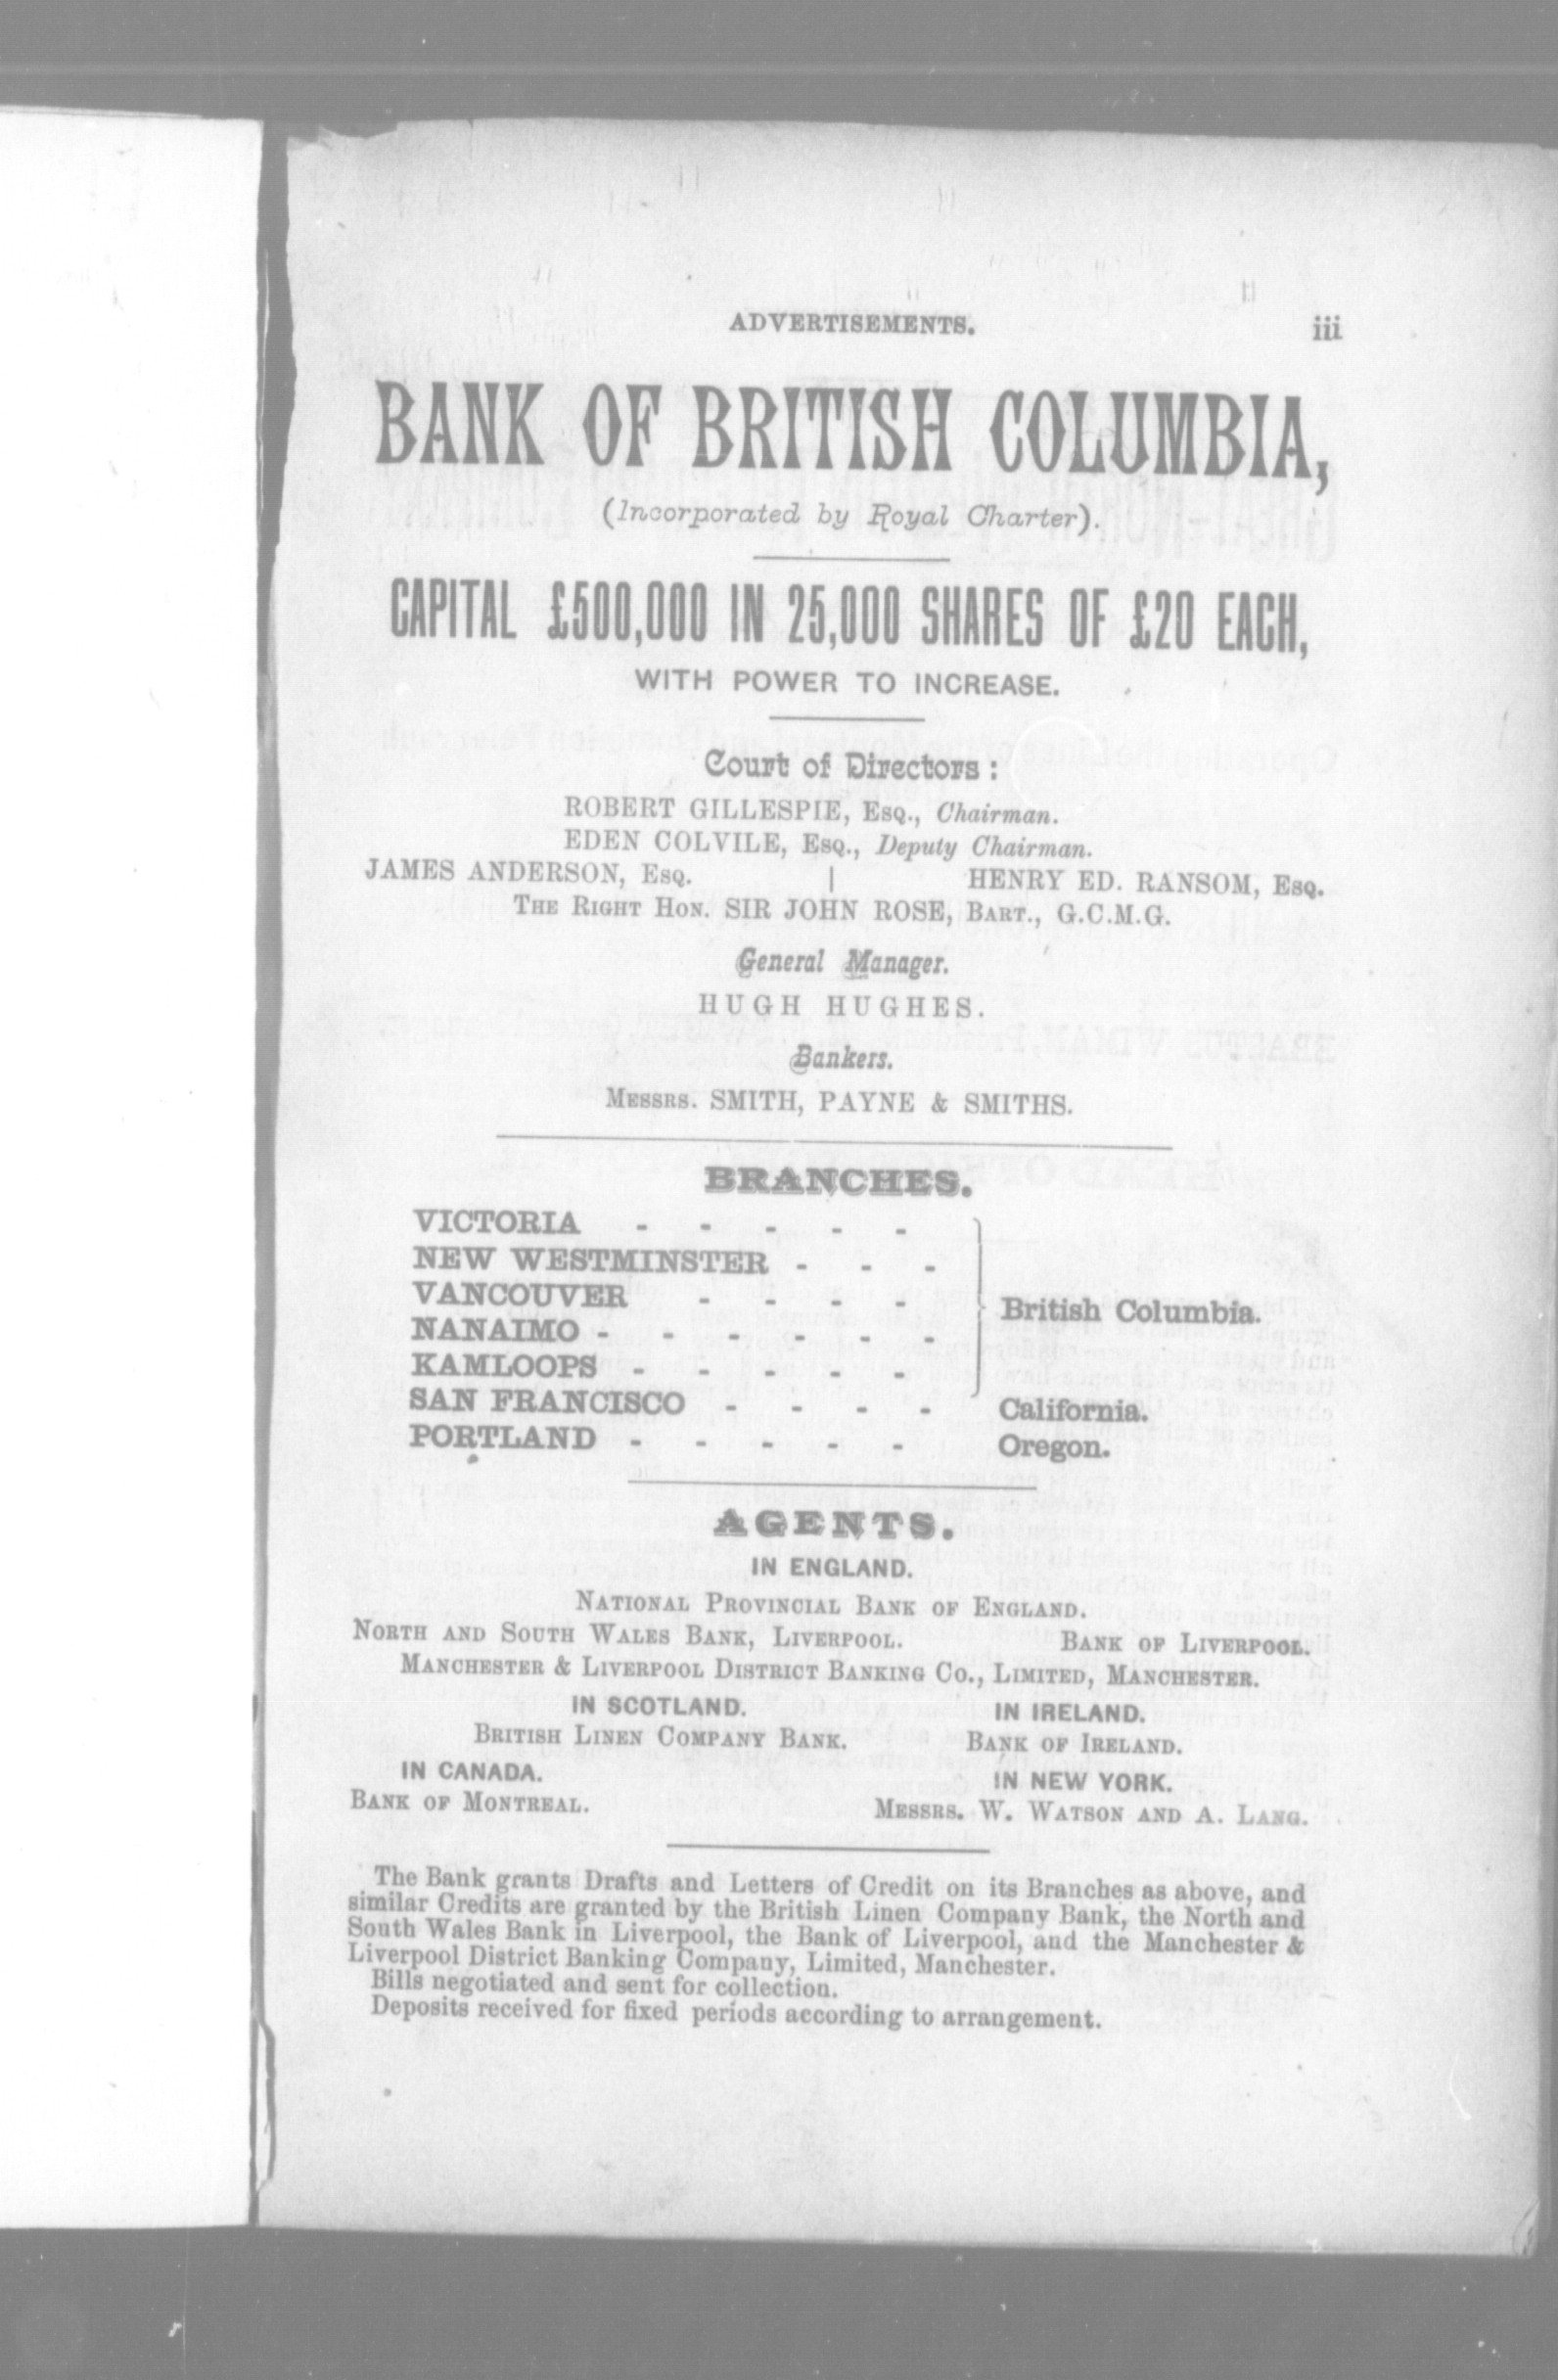 ADVERTISEMENTS. iii
BANK OF BRITISH COLUMBIA,
(Incorporated by Royal Charter).
CAPITAL £500,000 IN 25,000 SHARES OF £20 EACH,
WITH POWER TO INCREASE.
Court of Directors :
ROBERT GILLESPIE, Esq., Chairman.
EDEN COLVILE, Esq., Deputy Chairman.
JAMES ANDERSON, Esq. | HENRY ED. RANSOM, Esq.
The Right Hon. SIR JOHN ROSE, Bart., G.C.M.G.
General Manager.
HUGH HUGHES.
Bankers.
Messrs. SMITH, PAYNE & SMITHS.
BRANCHES.
VICTORIA - - - - -
NEW WESTMINSTER - - -
VANCOUVER - - - - British Columbia.
NANAIMO - - - - - -
KAMLOOPS - - - - -
SAN FRANCISCO - - - - California.
PORTLAND - - - - - Oregon.
AGENTS.
IN ENGLAND.
National Provincial Bank of England.
North and South Wales Bank, Liverpool. Bank of Liverpool.
Manchester & Liverpool District Banking Co., Limited, Manchester.
IN SCOTLAND. IN IRELAND.
British Linen Company Bank. Bank of Ireland.
IN CANADA. IN NEW YORK.
Bank of Montreal. Messrs. W. Watson and A. Lang.
The Bank grants Drafts and Letters of Credit on its Branches as above, and
similar Credits are granted by the British Linen Company Bank, the North and
South Wales Bank in Liverpool, the Bank of Liverpool, and the Manchester &
Liverpool District Banking Company, Limited, Manchester.
Bills negotiated and sent for collection.
Deposits received for fixed periods according to arrangement.